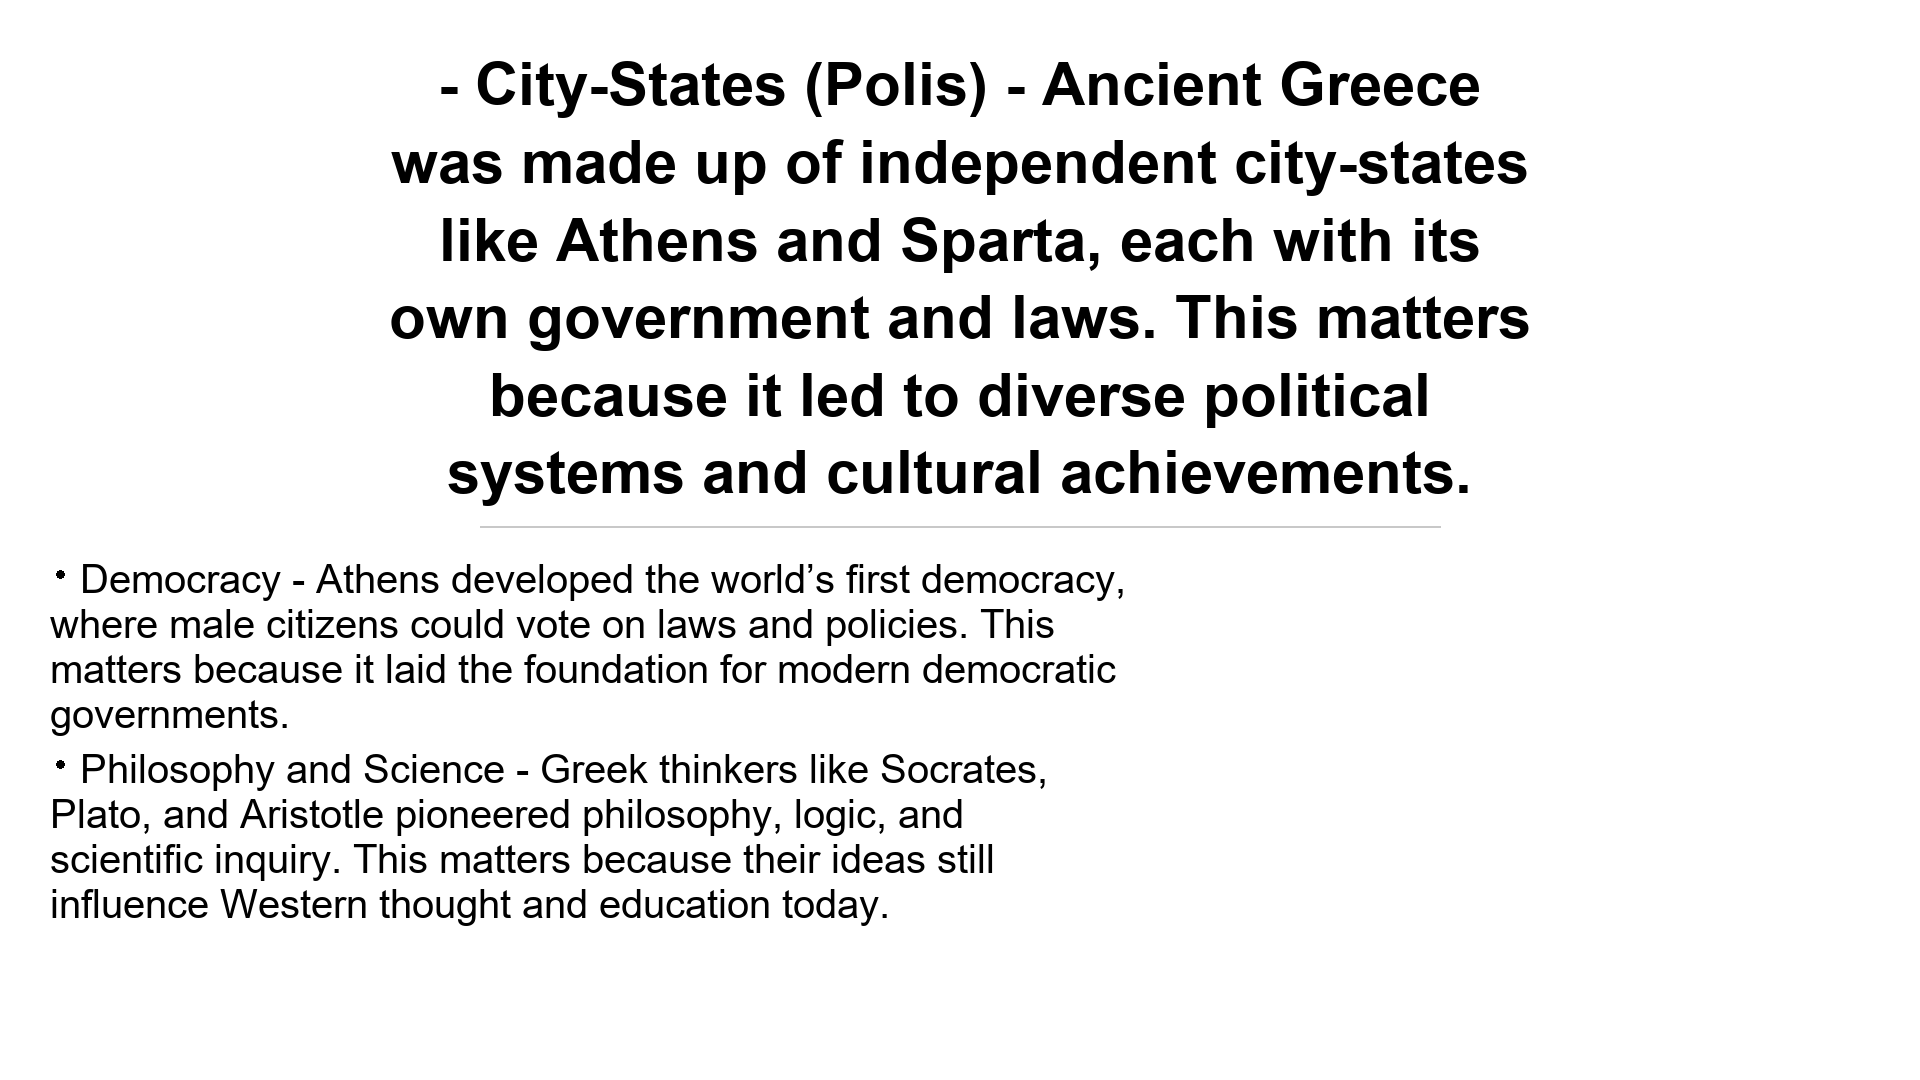 - City-States (Polis) - Ancient Greece
was made up of independent city-states
like Athens and Sparta, each with its
own government and laws. This matters
because it led to diverse political
systems and cultural achievements.
• Democracy - Athens developed the world’s first democracy,
where male citizens could vote on laws and policies. This
matters because it laid the foundation for modern democratic
governments.
• Philosophy and Science - Greek thinkers like Socrates,
Plato, and Aristotle pioneered philosophy, logic, and
scientific inquiry. This matters because their ideas still
influence Western thought and education today.